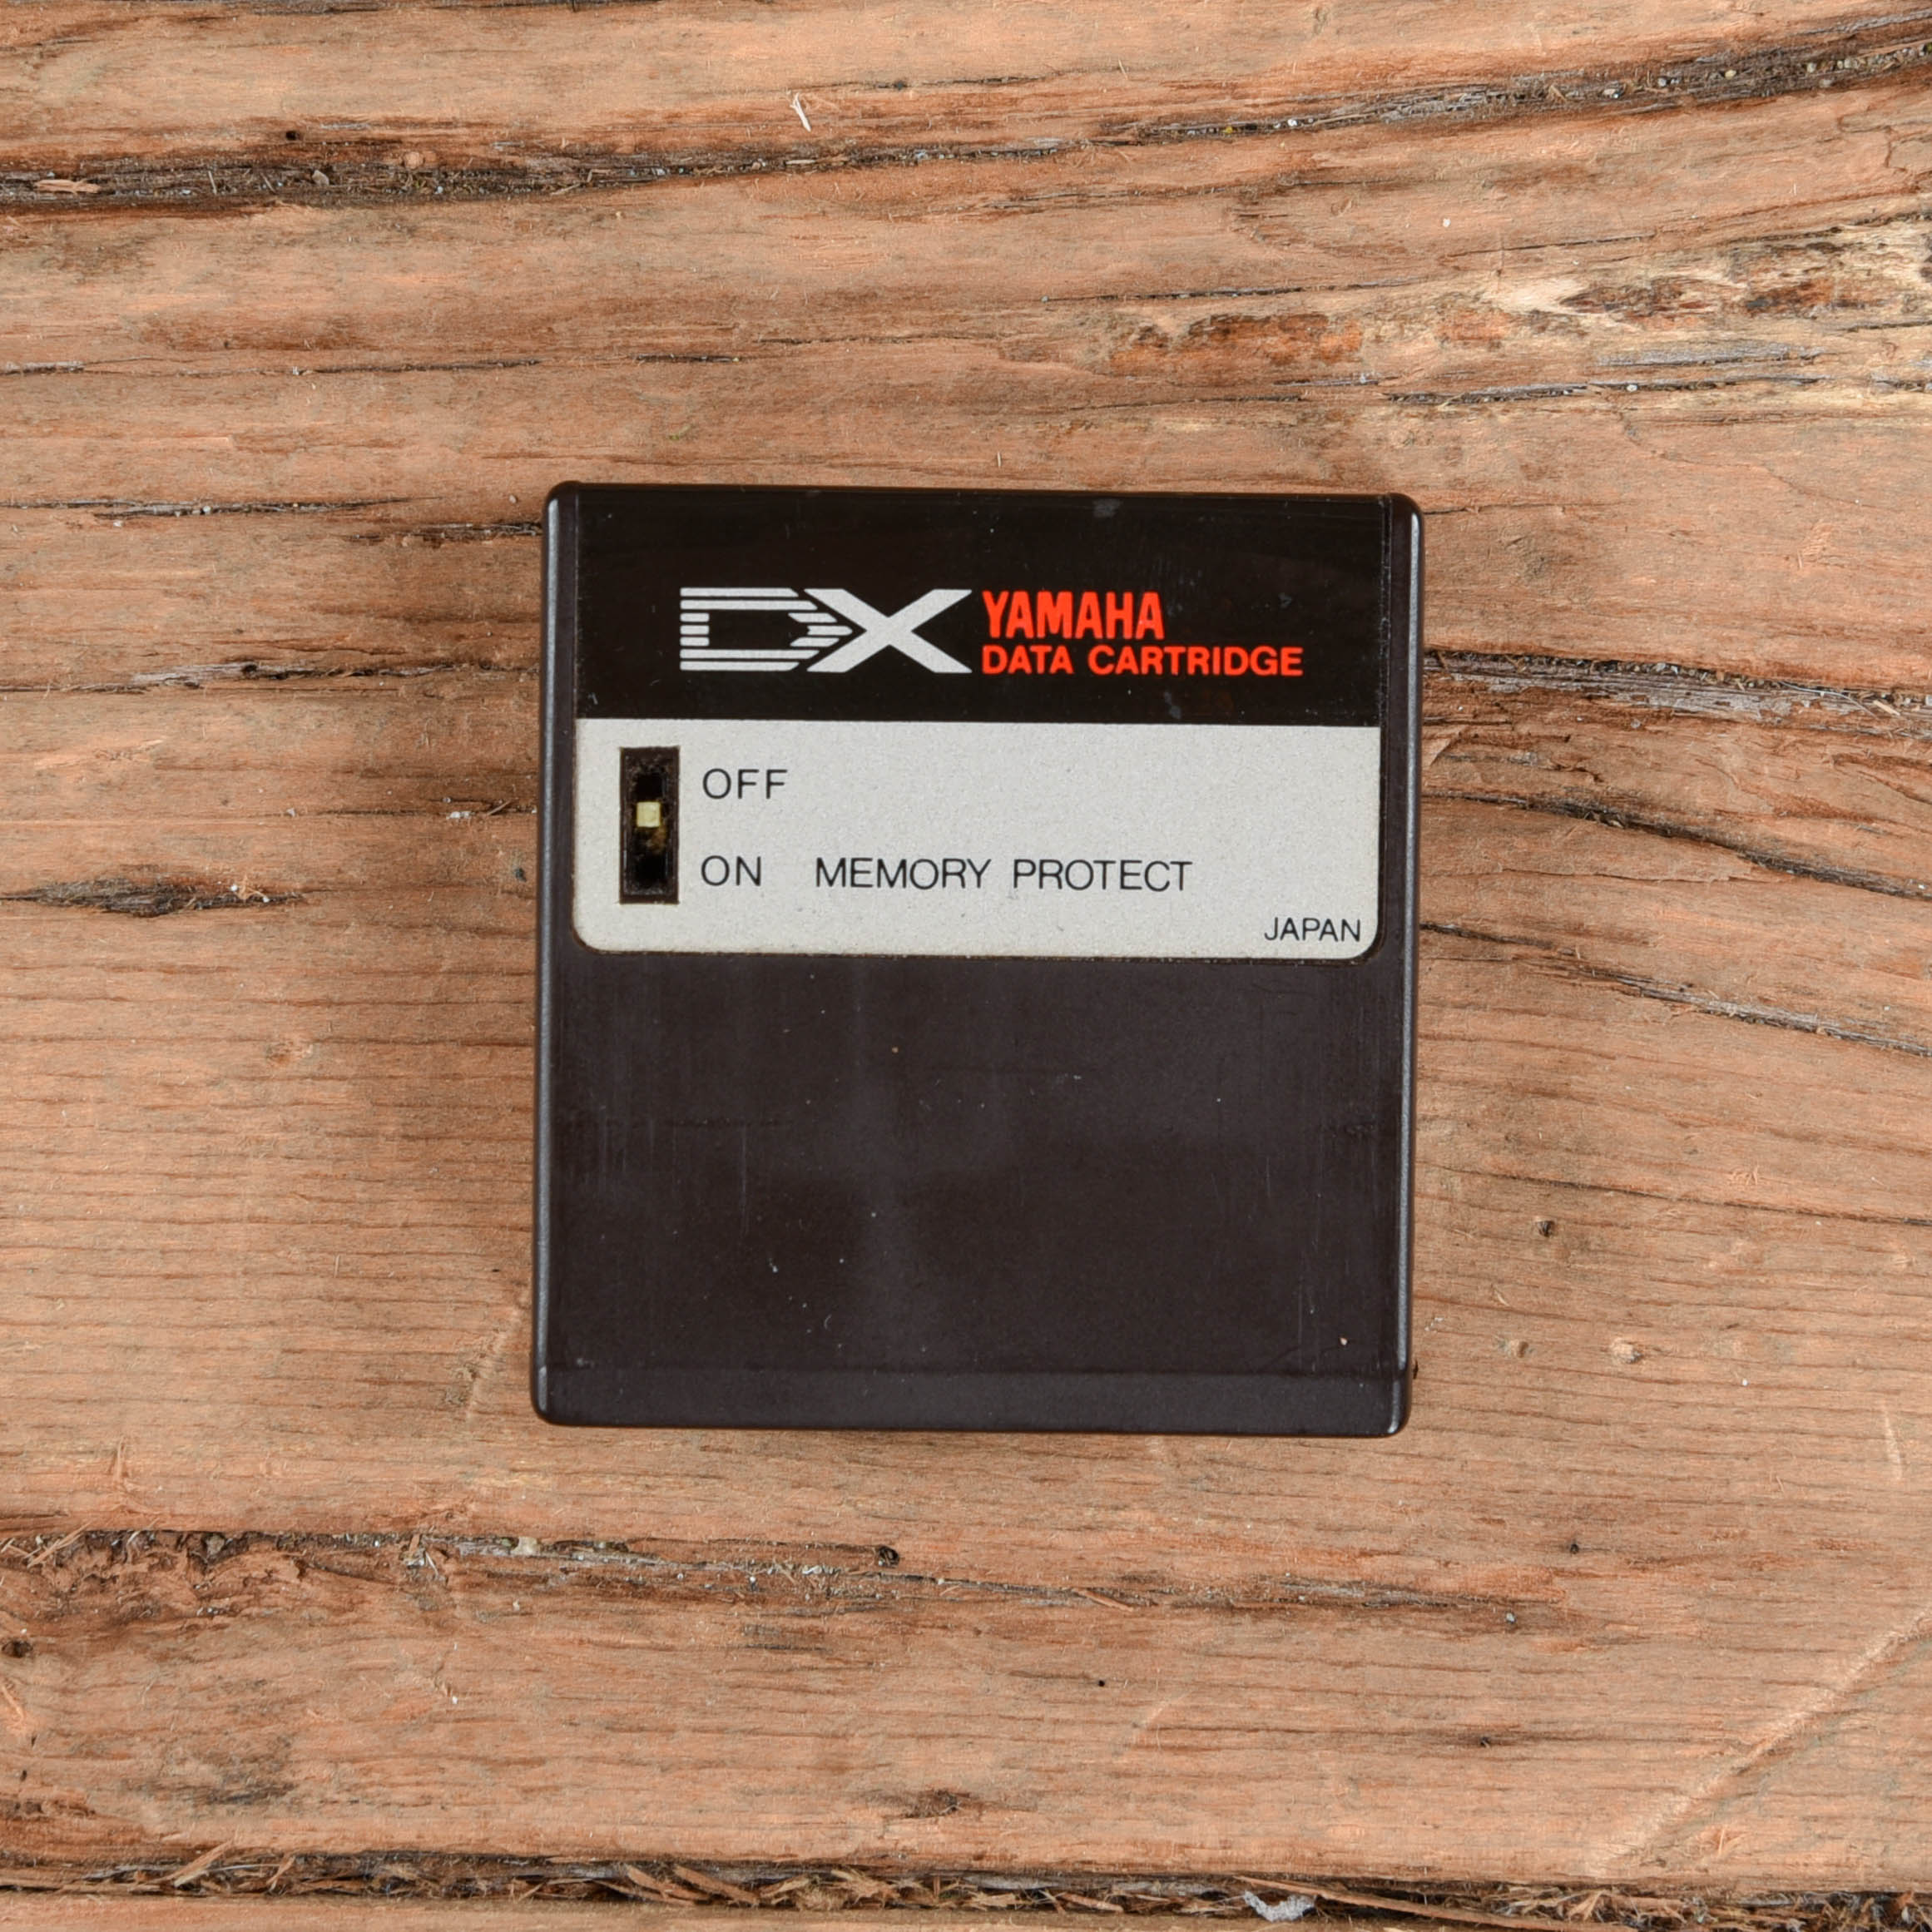 DX YAMAHA
DATA CARTRIDGE
OFF
ON MEMORY PROTECT
JAPAN